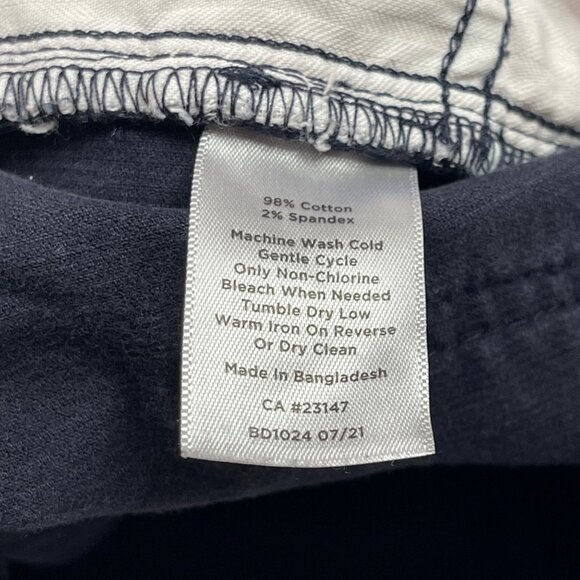 98% Cotton
2% Spandex
Machine Wash Cold
Gentle Cycle
Only Non-Chlorine
Bleach When Needed
Tumble Dry Low
Warm Iron On Reverse
Or Dry Clean
Made In Bangladesh
CA #23147
BD1024 07/21